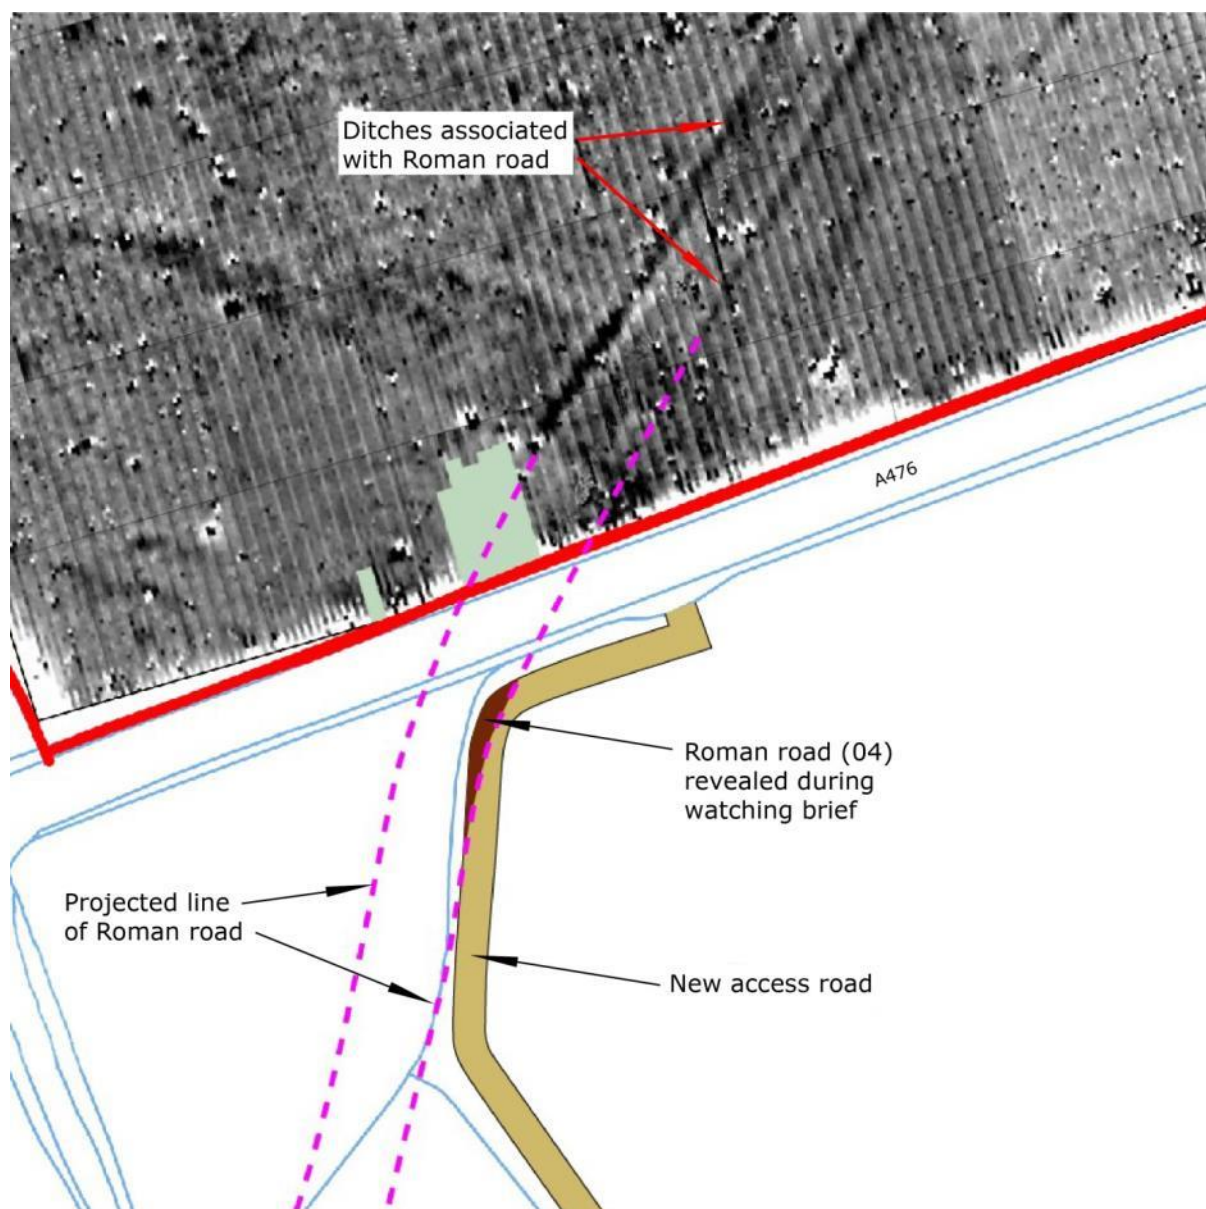 Ditches associated
with Roman road
A476
Roman road (04)
revealed during
watching brief
Projected line
of Roman road
New access road